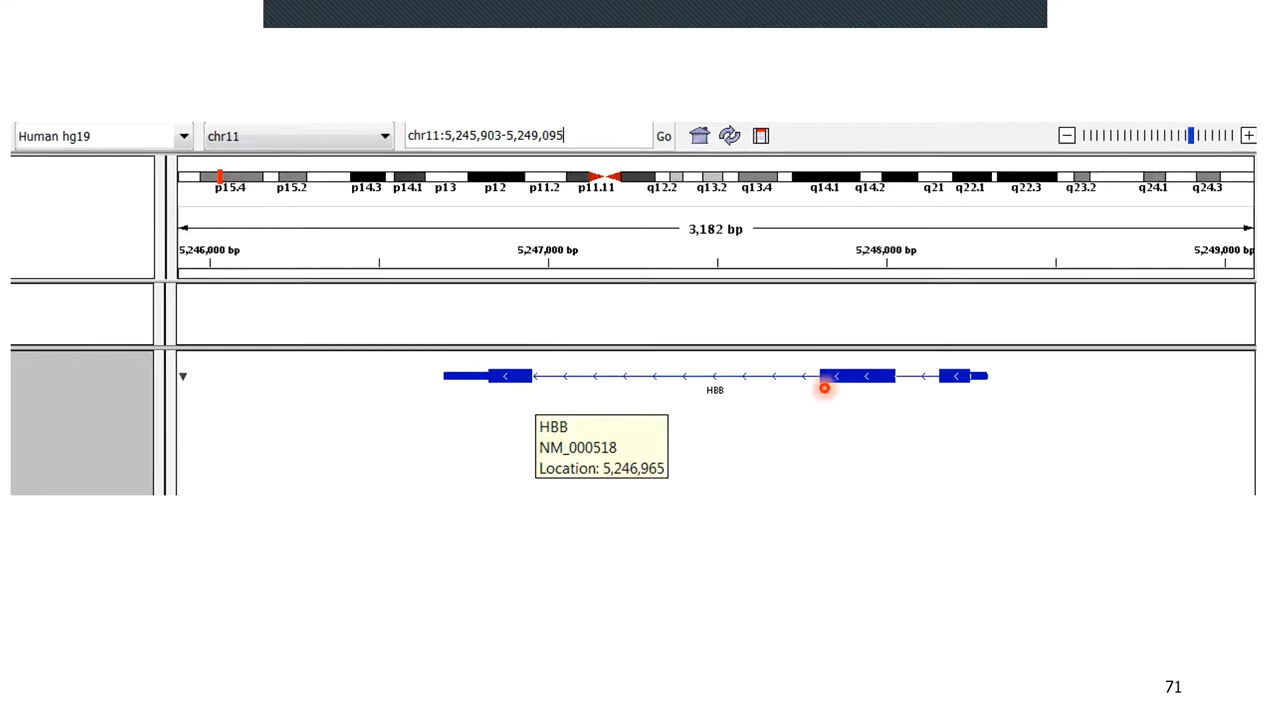 Human hg19
chr11
chr11:5,245,903-5,249,095
Go
p15.4 p15.2 p14.3 p14.1 p13 p12 p11.2 p11.11 q12.2 q13.2 q13.4 q14.1 q14.2 q21 q22.1 q22.3 q23.2 q24.1 q24.3
3,182 bp
5,246,000 bp 5,247,000 bp 5,248,000 bp 5,249,000 bp
HBB
HBB
NM_000518
Location: 5,246,965
71